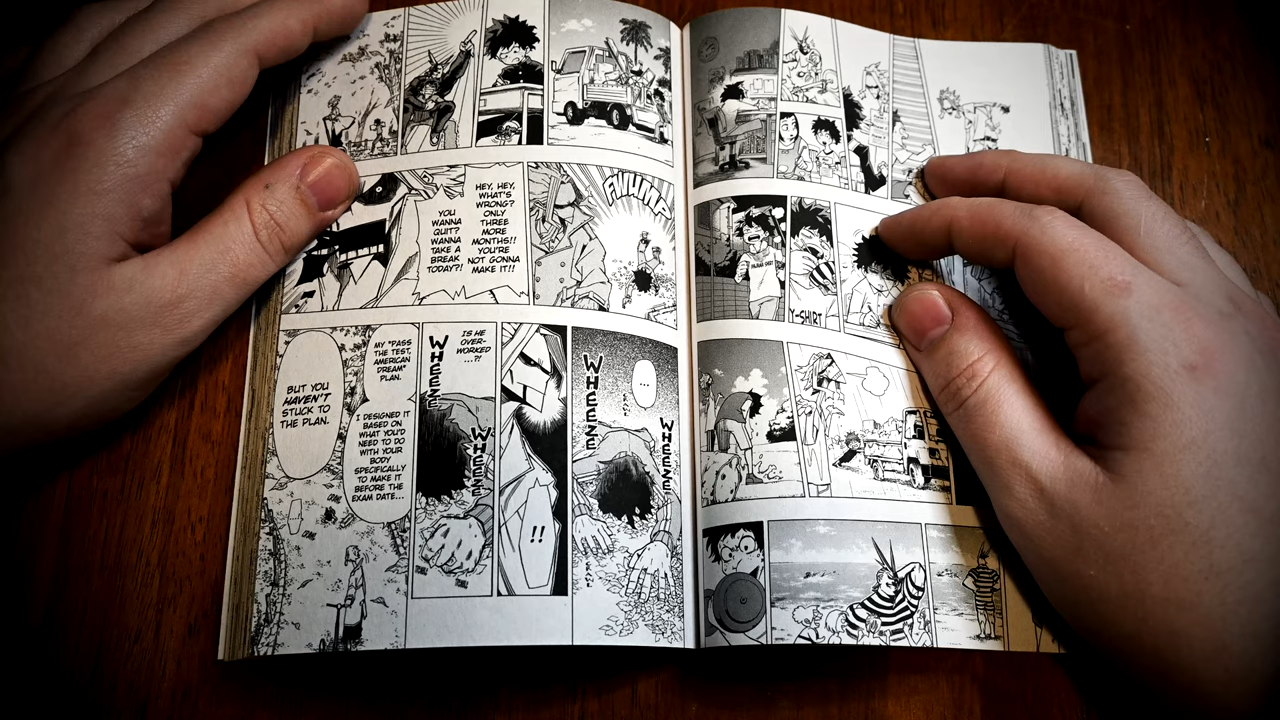 HEY, HEY,
WHAT'S
WRONG?
ONLY
THREE
MORE
MONTHS!!
YOU'RE
NOT GONNA
MAKE IT!!
YOU
WANNA
QUIT?
WANNA
TAKE A
BREAK
TODAY?!
FWUMP
MY "PASS
THE TEST,
AMERICAN
DREAM"
PLAN.
I DESIGNED IT
BASED ON
WHAT YOU'D
NEED TO DO
WITH YOUR
BODY
SPECIFICALLY
TO MAKE IT
BEFORE THE
EXAM DATE...
BUT YOU
HAVEN'T
STUCK TO
THE PLAN.
IS HE
OVER-
WORKED
...?!
WHEEZE
WHEEZE
!!
...
WHEEZE
WHEEZE
Y-SHIRT